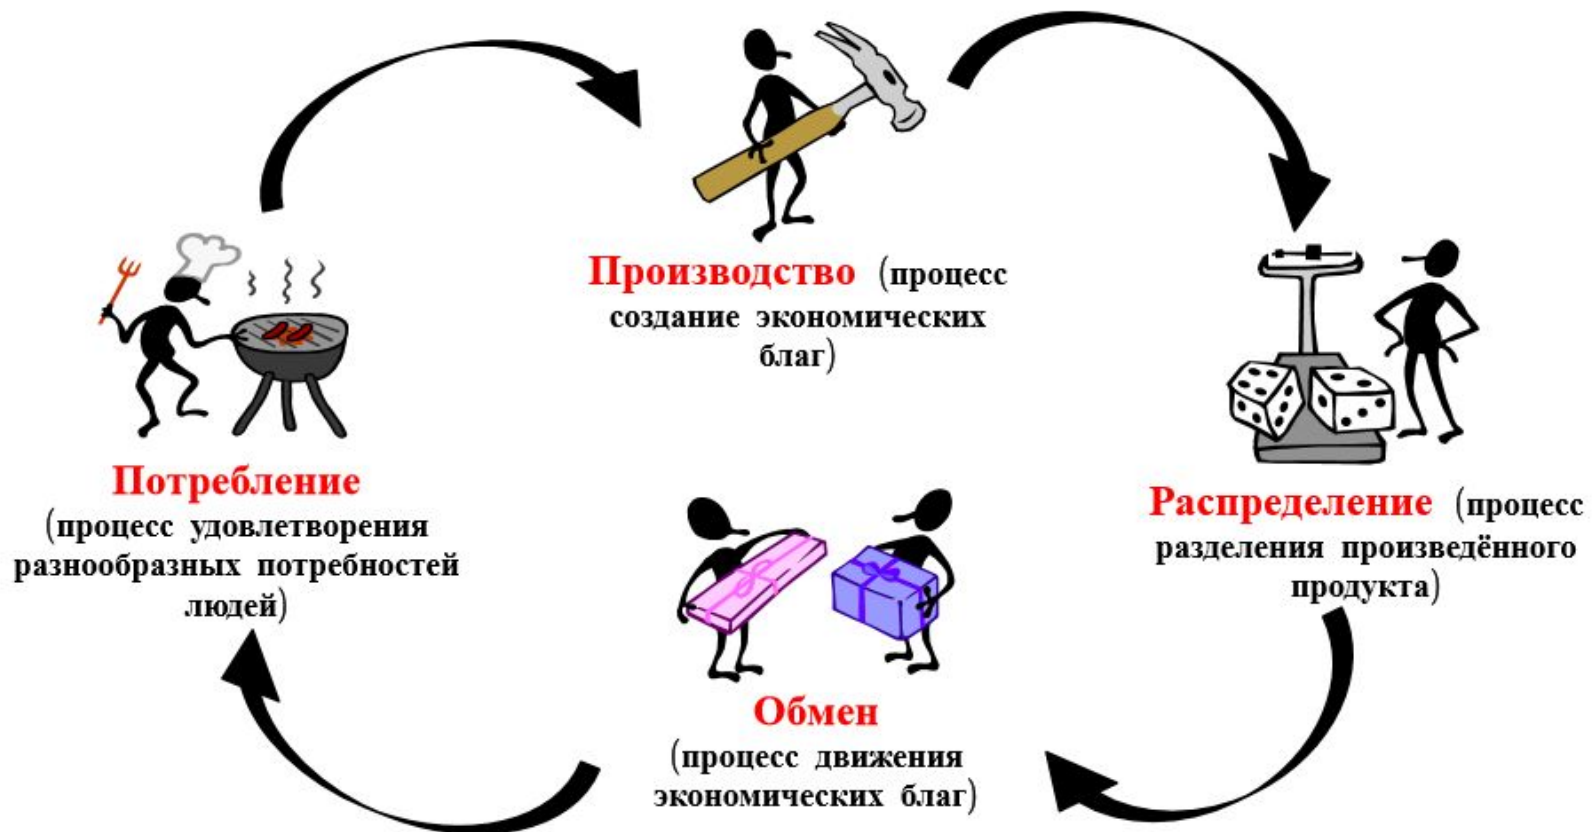 Производство (процесс
создание экономических
благ)
Распределение (процесс
разделения произведённого
продукта)
Обмен
(процесс движения
экономических благ)
Потребление
(процесс удовлетворения
разнообразных потребностей
людей)